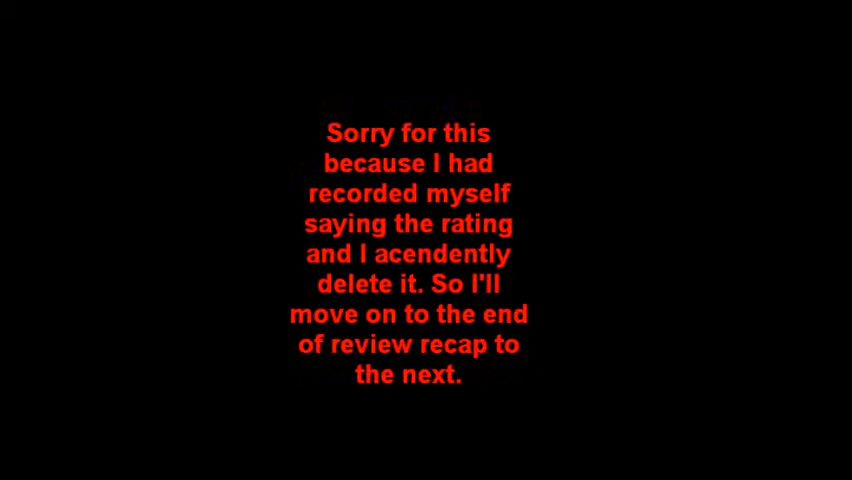 Sorry for this
because I had
recorded myself
saying the rating
and I acendently
delete it. So I'll
move on to the end
of review recap to
the next.